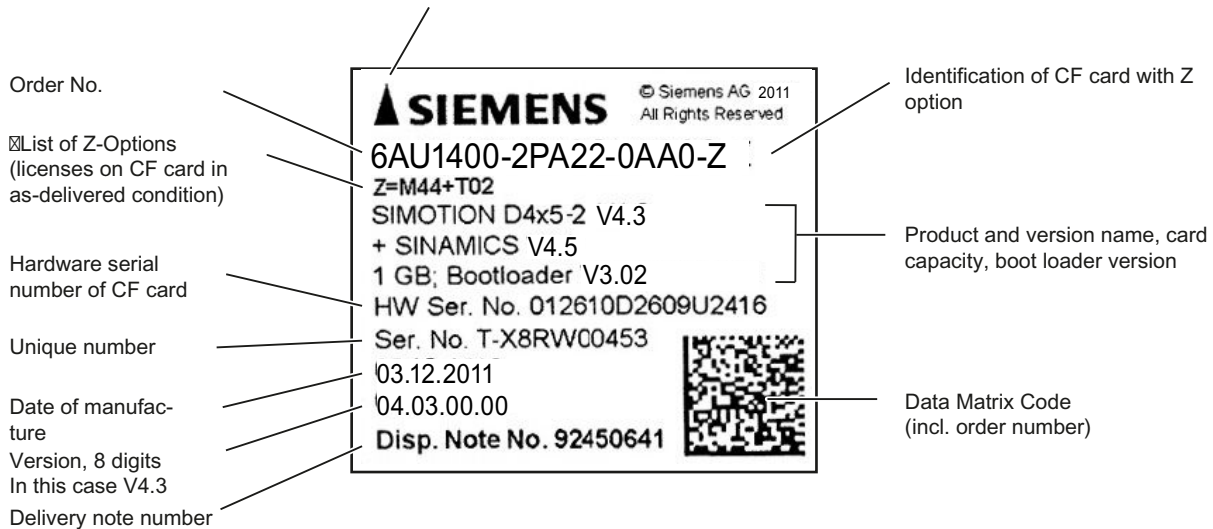 Order No.
List of Z-Options
(licenses on CF card in
as-delivered condition)
Hardware serial
number of CF card
Unique number
Date of manufac-
ture
Version, 8 digits
In this case V4.3
Delivery note number
SIEMENS
© Siemens AG 2011
All Rights Reserved
6AU1400-2PA22-0AA0-Z
Z=M44+T02
SIMOTION D4x5-2 V4.3
+ SINAMICS V4.5
1 GB; Bootloader V3.02
HW Ser. No. 012610D2609U2416
Ser. No. T-X8RW00453
03.12.2011
04.03.00.00
Disp. Note No. 92450641
Identification of CF card with Z
option
Product and version name, card
capacity, boot loader version
Data Matrix Code
(incl. order number)